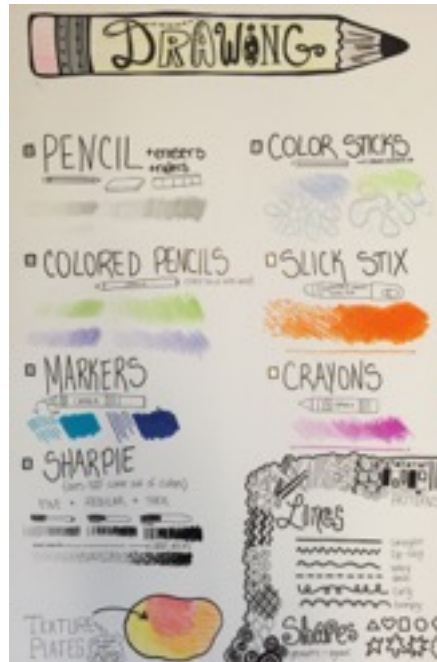 DRAWING
PENCIL +erasers
+rulers
COLORED PENCILS
MARKERS
SHARPIE
FINE + REGULAR + THICK
TEXTURE
PLATES
COLOR STICKS
SLICK STIX
CRAYONS
Lines
straight
zig-zag
wavy
curly
bumpy
Shapes